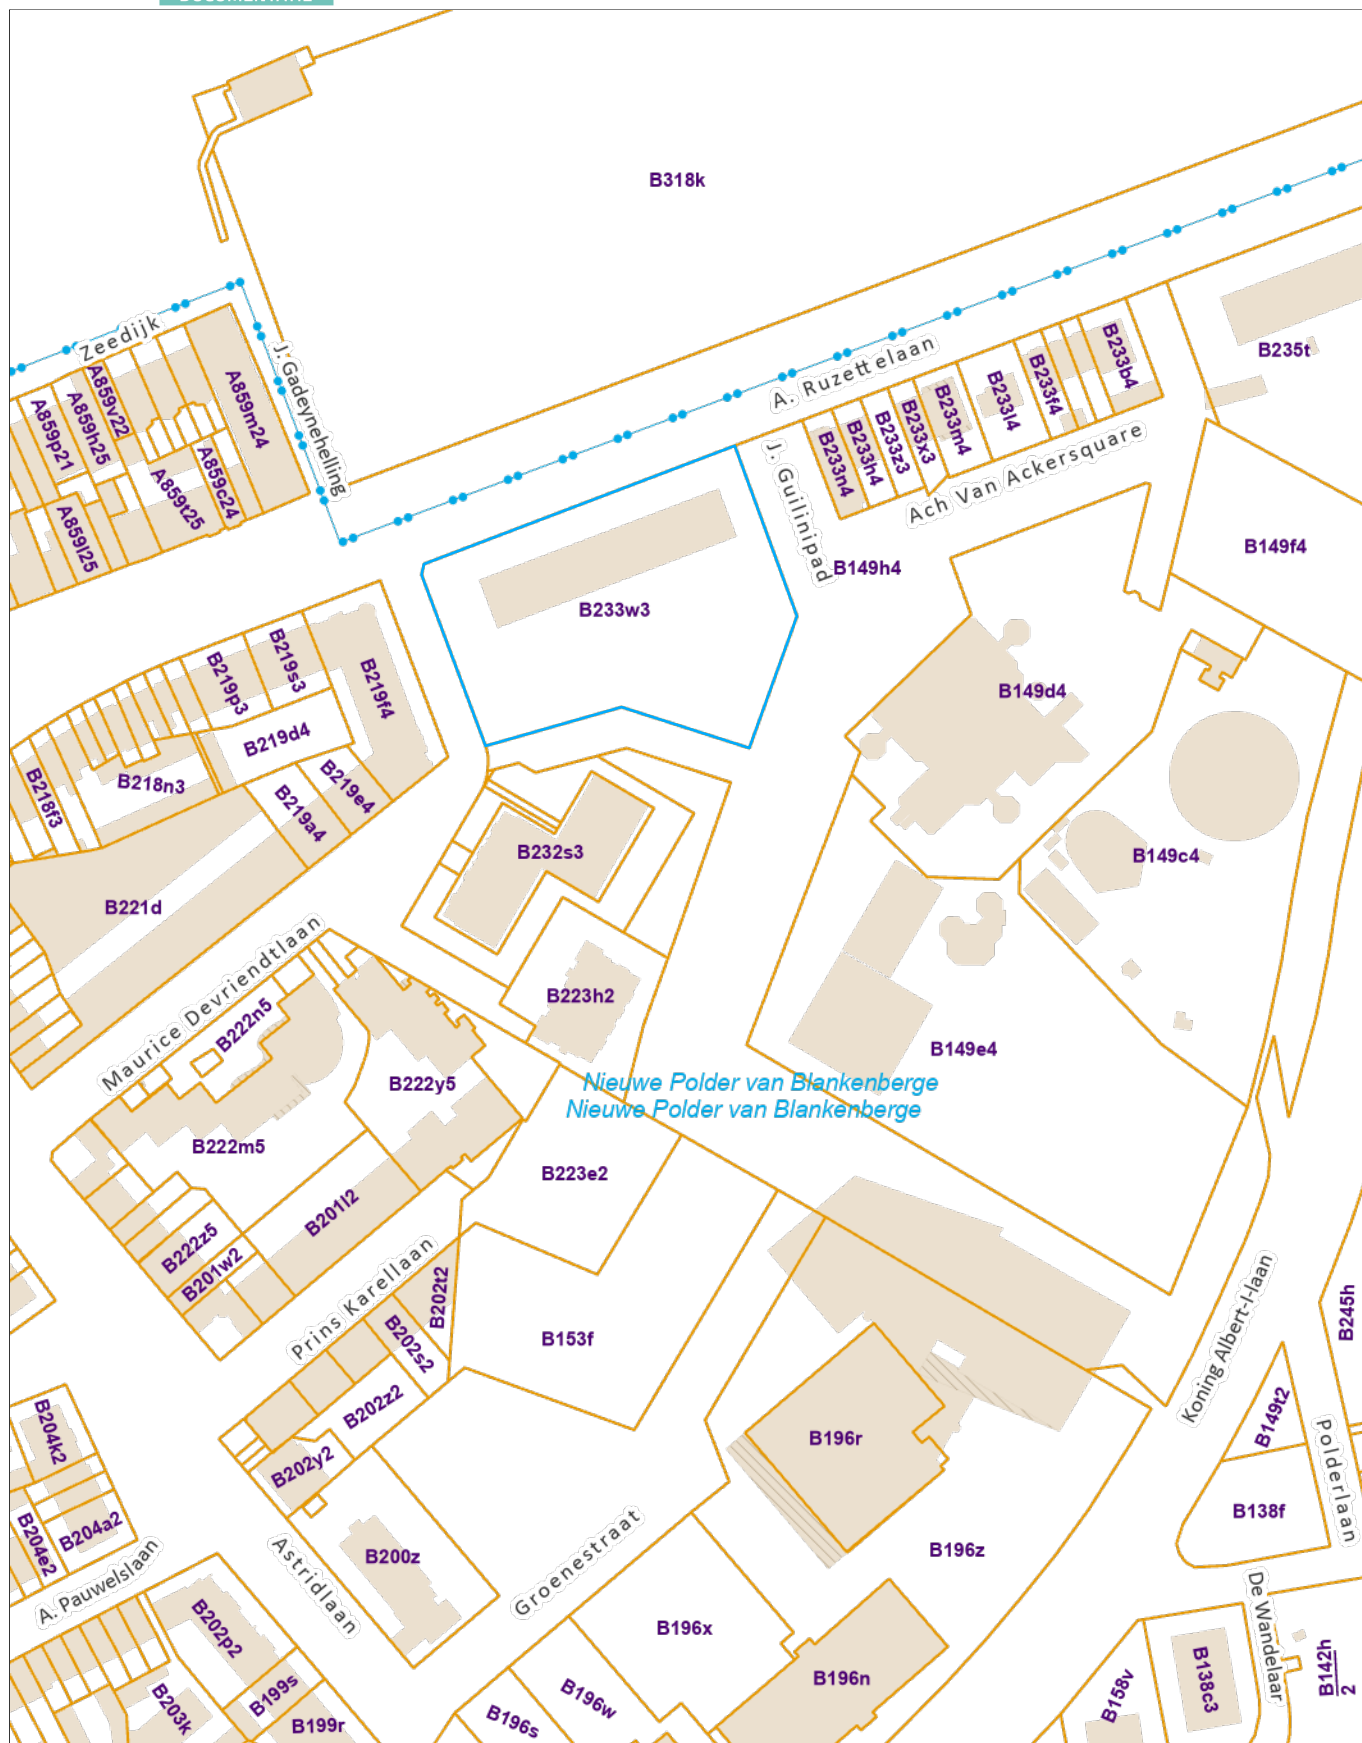 B318k
Zeedijk
J. Gadeynehelling
A. Ruzettelaan
B235t
B233b4
B233f4
B233l4
B233m4
B233x3
B233z3
B233h4
B233n4
A859v22
A859h25
A859p21
A859m24
A859c24
A859t25
A859l25
Ach Van Ackersquare
J. Guilinipad
B149h4
B149f4
B233w3
B219s3
B219p3
B219f4
B219d4
B218n3
B218f3
B219e4
B219a4
B149d4
B149c4
B232s3
B221d
Maurice Devriendtlaan
B223h2
B222n5
B149e4
B222y5
Nieuwe Polder van Blankenberge
Nieuwe Polder van Blankenberge
B222m5
B223e2
B201l2
B222z5
B201w2
Prins Karellaan
B202t2
B202s2
B153f
B202z2
B202y2
Koning Albert-I-laan
B245h
B149t2
B138f
Polderlaan
B204k2
B204a2
B204e2
A. Pauwelslaan
Astridlaan
B200z
Groenestraat
B196r
B196z
B196x
B196n
B196w
B196s
B202p2
B199s
B199r
B203k
De Wandelaar
B142h
2
B138c3
B158v